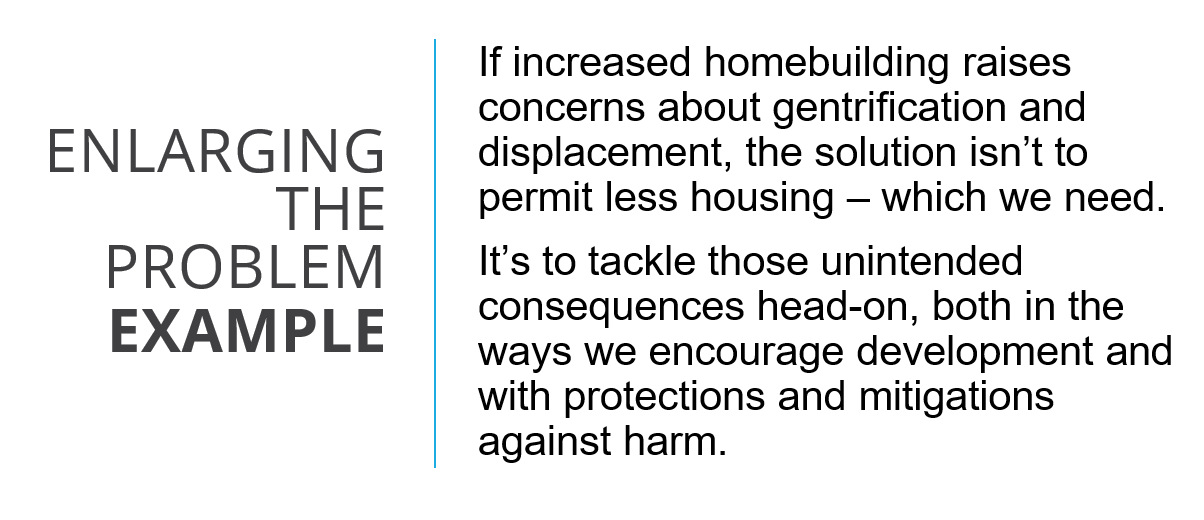 ENLARGING
THE
PROBLEM
EXAMPLE
If increased homebuilding raises
concerns about gentrification and
displacement, the solution isn’t to
permit less housing – which we need.
It’s to tackle those unintended
consequences head-on, both in the
ways we encourage development and
with protections and mitigations
against harm.